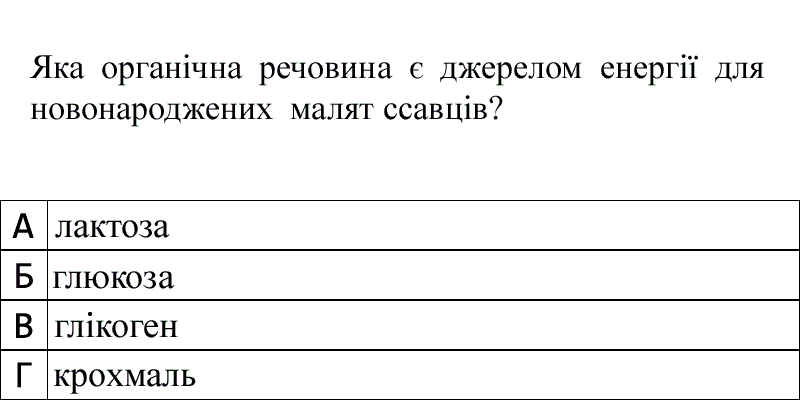 Яка органічна речовина є джерелом енергії для
новонароджених малят ссавців?
А лактоза
Б глюкоза
В глікоген
Г крохмаль